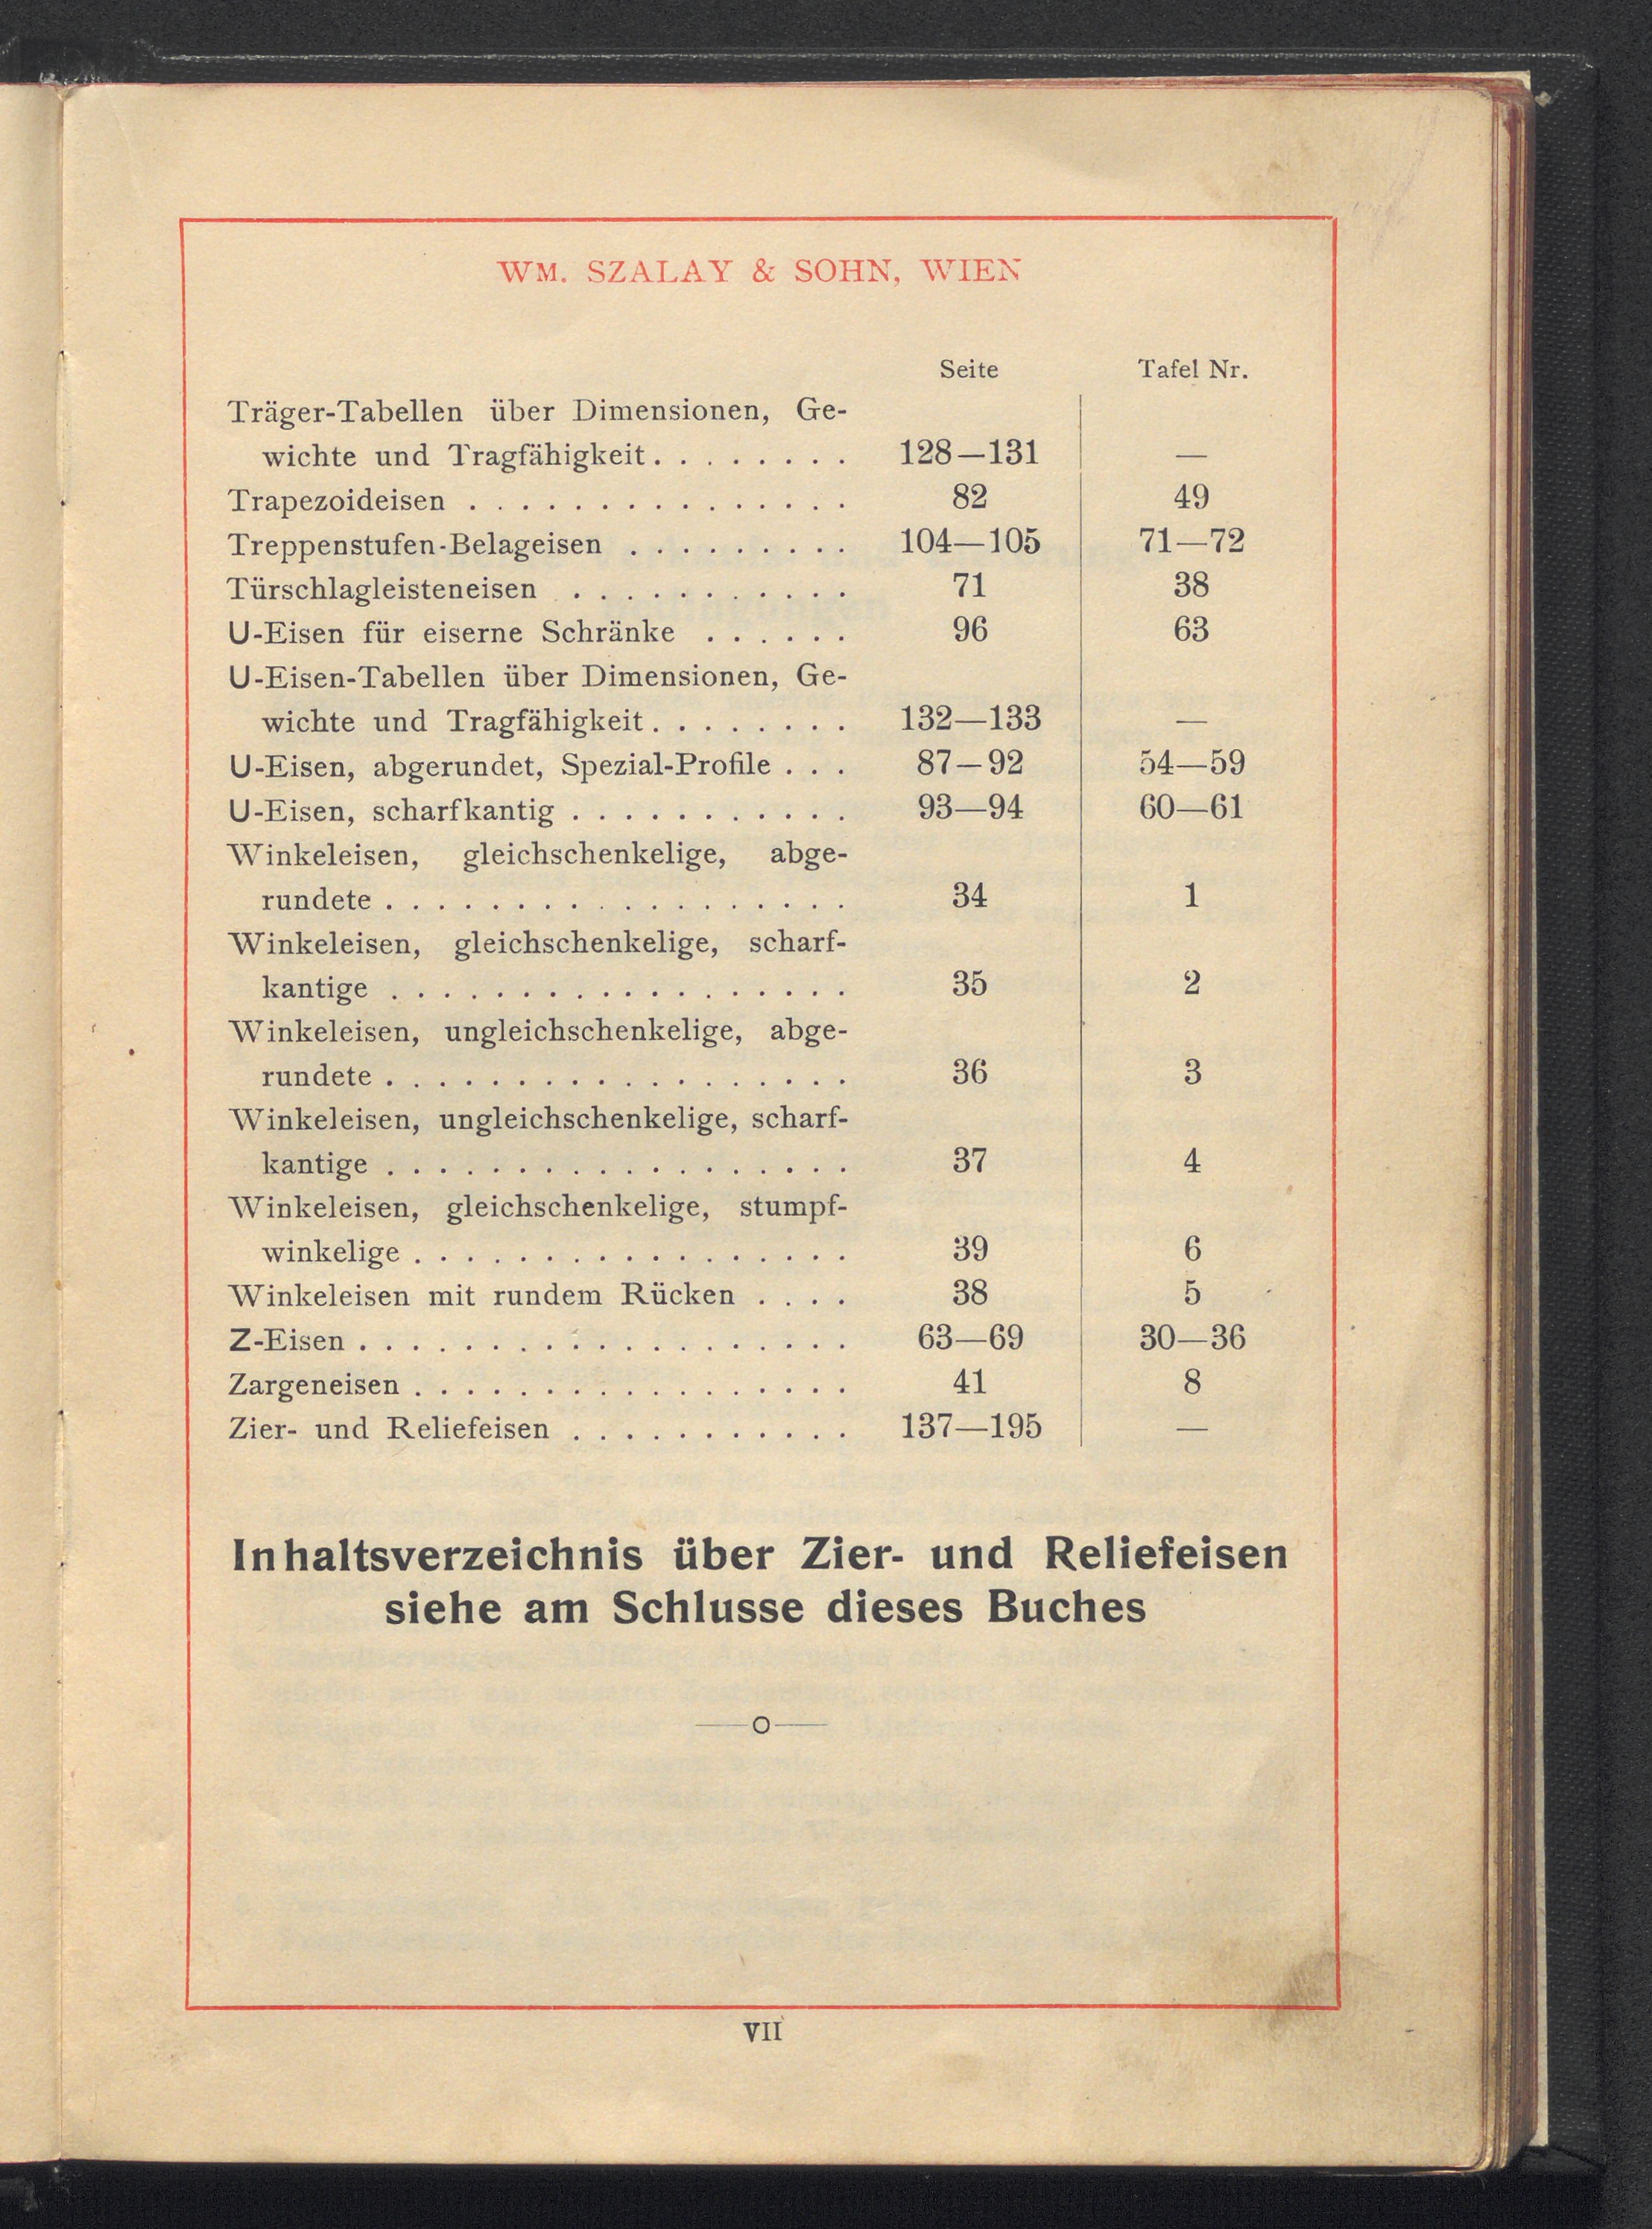 WM. SZALAY & SOHN, WIEN
Seite Tafel Nr.
Träger-Tabellen über Dimensionen, Ge-
wichte und Tragfähigkeit . . . . . . . . 128—131 —
Trapezoideisen . . . . . . . . . . . . . . . 82 49
Treppenstufen-Belageisen . . . . . . . . . 104—105 71—72
Türschlagleisteneisen . . . . . . . . . . . 71 38
U-Eisen für eiserne Schränke . . . . . . 96 63
U-Eisen-Tabellen über Dimensionen, Ge-
wichte und Tragfähigkeit . . . . . . . . 132—133 —
U-Eisen, abgerundet, Spezial-Profile . . . 87—92 54—59
U-Eisen, scharfkantig . . . . . . . . . . . 93—94 60—61
Winkeleisen, gleichschenkelige, abge-
rundete . . . . . . . . . . . . . . . . . . 34 1
Winkeleisen, gleichschenkelige, scharf-
kantige . . . . . . . . . . . . . . . . . . 35 2
Winkeleisen, ungleichschenkelige, abge-
rundete . . . . . . . . . . . . . . . . . . 36 3
Winkeleisen, ungleichschenkelige, scharf-
kantige . . . . . . . . . . . . . . . . . . 37 4
Winkeleisen, gleichschenkelige, stumpf-
winkelige . . . . . . . . . . . . . . . . . 39 6
Winkeleisen mit rundem Rücken . . . . 38 5
Z-Eisen . . . . . . . . . . . . . . . . . . . 63—69 30—36
Zargeneisen . . . . . . . . . . . . . . . . . 41 8
Zier- und Reliefeisen . . . . . . . . . . . 137—195 —
Inhaltsverzeichnis über Zier- und Reliefeisen
siehe am Schlusse dieses Buches
VII